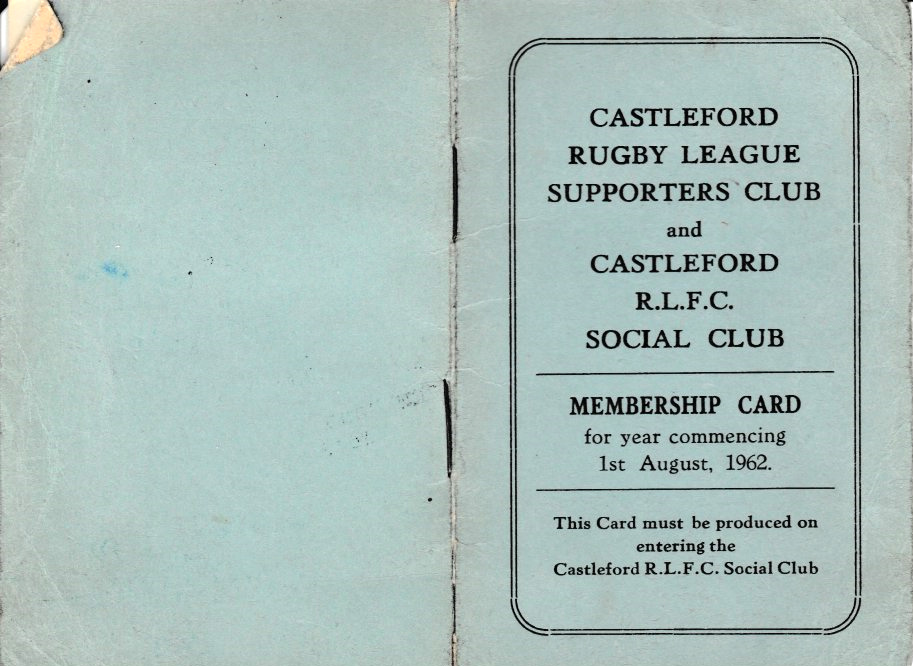 CASTLEFORD
RUGBY LEAGUE
SUPPORTERS CLUB
and
CASTLEFORD
R.L.F.C.
SOCIAL CLUB
MEMBERSHIP CARD
for year commencing
1st August, 1962.
This Card must be produced on
entering the
Castleford R.L.F.C. Social Club